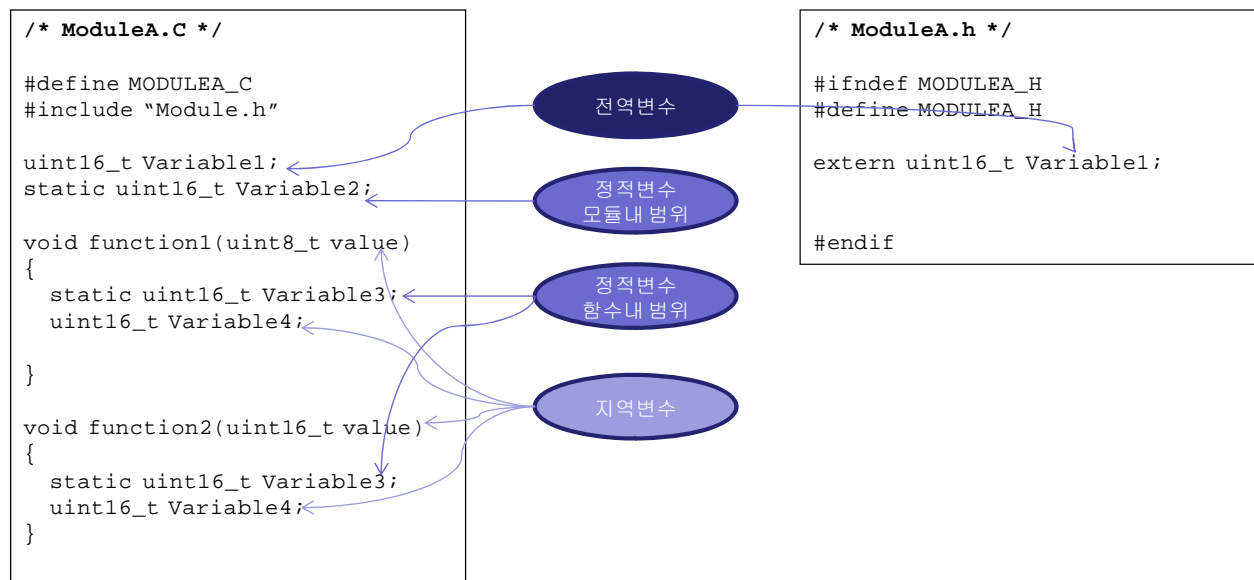 /* ModuleA.C */
#define MODULEA_C
#include “Module.h”
uint16_t Variable1;
static uint16_t Variable2;
void function1(uint8_t value)
{
static uint16_t Variable3;
uint16_t Variable4;
}
void function2(uint16_t value)
{
static uint16_t Variable3;
uint16_t Variable4;
}
전역변수
정적변수
모듈내 범위
정적변수
함수내 범위
지역변수
/* ModuleA.h */
#ifndef MODULEA_H
#define MODULEA_H
extern uint16_t Variable1;
#endif